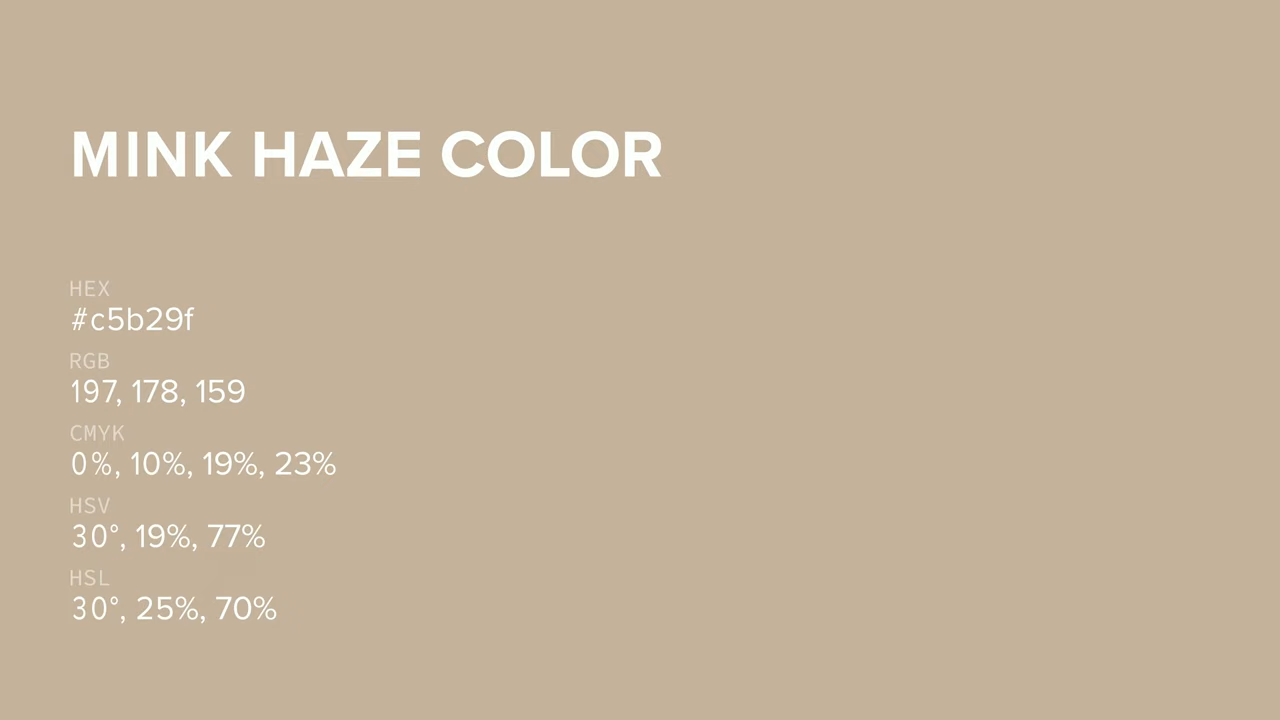 MINK HAZE COLOR
HEX
#c5b29f
RGB
197, 178, 159
CMYK
0%, 10%, 19%, 23%
HSV
30°, 19%, 77%
HSL
30°, 25%, 70%